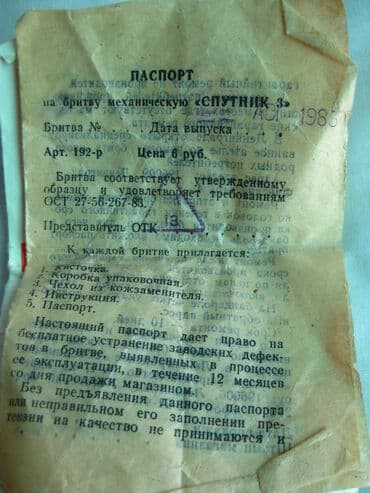 ПАСПОРТ
на бритву механическую «СПУТНИК 3»
Бритва № . . . Дата выпуска . . . 1985
Арт. 192-р Цена 6 руб.
Бритва соответствует утвержденному
образцу и удовлетворяет требованиям
ОСТ 27-56-267-83.
Представитель ОТК 13
К каждой бритве прилагается:
1. Кисточка.
2. Коробка упаковочная.
3. Чехол из кожзаменителя.
4. Инструкция.
5. Паспорт.
Настоящий паспорт дает право на
бесплатное устранение заводских дефек-
тов в бритве, выявленных в процессе
ее эксплуатации, в течение 12 месяцев
со дня продажи магазином.
Без предъявления данного паспорта
или неправильном его заполнении пре-
тензии на качество не принимаются и